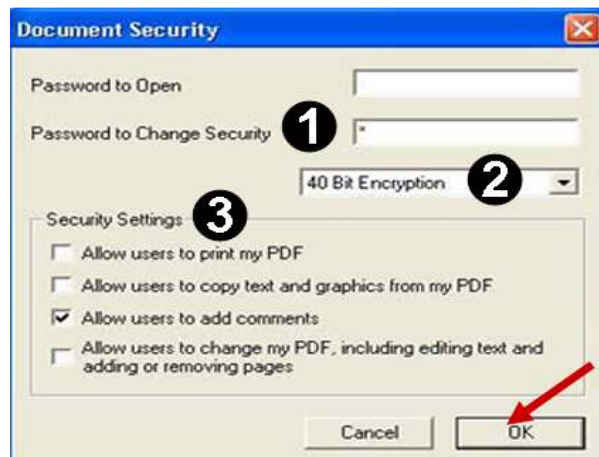 Document Security
Password to Open
Password to Change Security 1 *
40 Bit Encryption 2
Security Settings 3
Allow users to print my PDF
Allow users to copy text and graphics from my PDF
Allow users to add comments
Allow users to change my PDF, including editing text and
adding or removing pages
Cancel OK